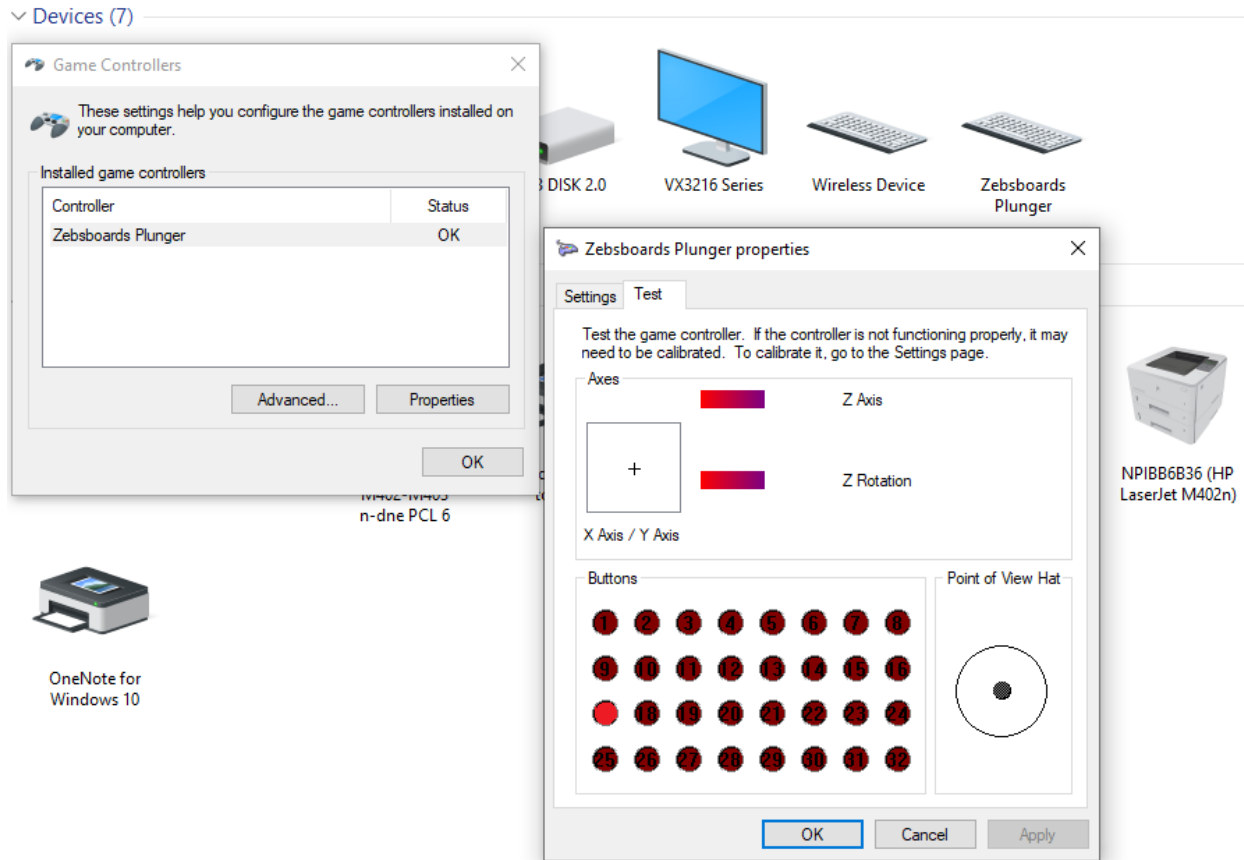 Devices (7)
Game Controllers
These settings help you configure the game controllers installed on
your computer.
Installed game controllers
Controller Status
Zebsboards Plunger OK
Advanced... Properties
OK
DISK 2.0
VX3216 Series
Wireless Device
Zebsboards
Plunger
Zebsboards Plunger properties
Settings Test
Test the game controller. If the controller is not functioning properly, it may
need to be calibrated. To calibrate it, go to the Settings page.
Axes
Z Axis
Z Rotation
X Axis / Y Axis
Buttons
1 2 3 4 5 6 7 8
9 10 11 12 13 14 15 16
18 19 20 21 22 23 24
25 26 27 28 29 30 31 32
Point of View Hat
OK Cancel Apply
n-dne PCL 6
NPIBB6B36 (HP
LaserJet M402n)
OneNote for
Windows 10